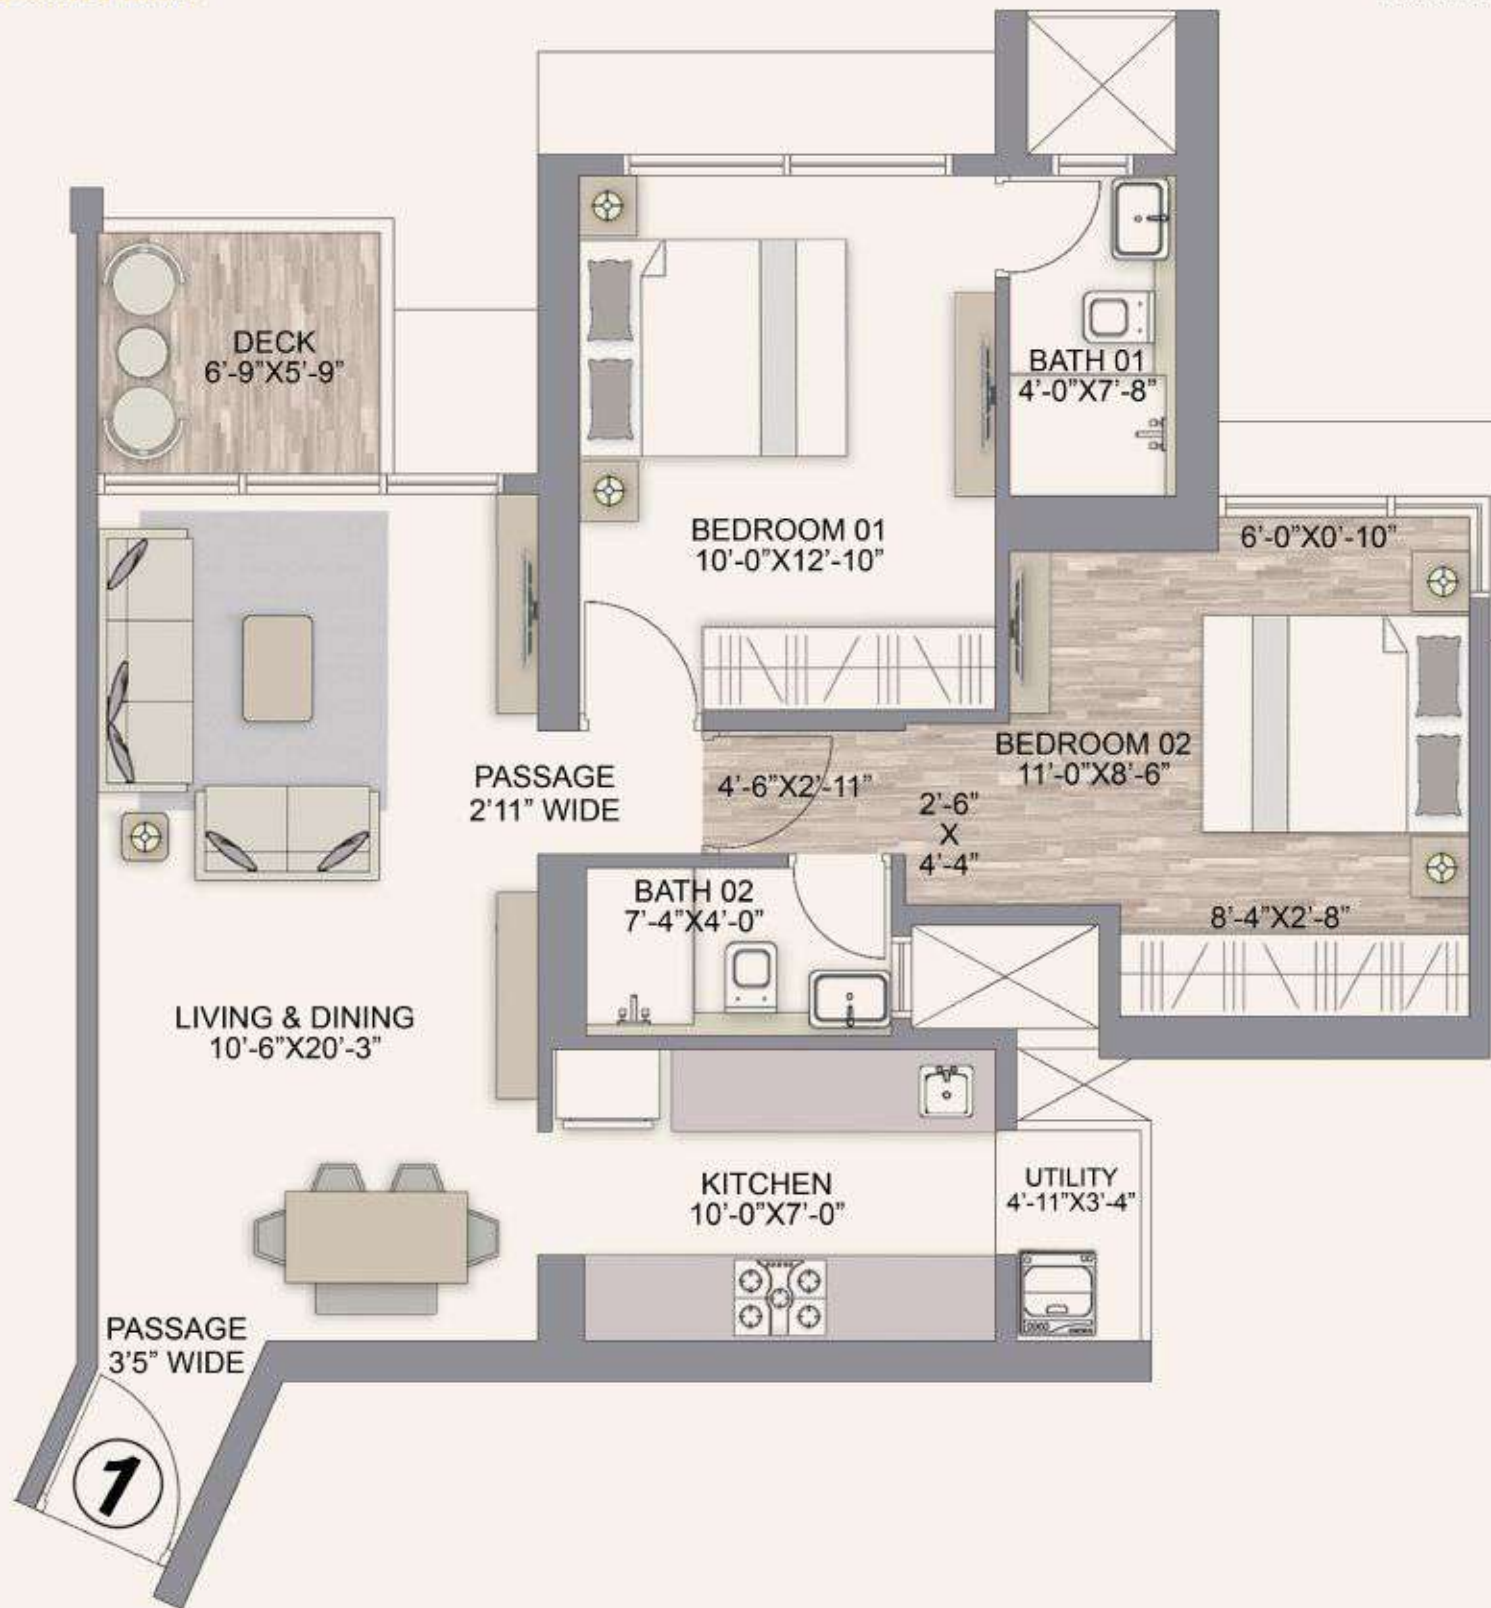 DECK
6’-9”X5’-9”
BATH 01
4’-0”X7’-8”
BEDROOM 01
10’-0”X12’-10”
6’-0”X0’-10”
BEDROOM 02
11’-0”X8’-6”
PASSAGE
2’11” WIDE
4’-6”X2’-11”
2’-6”
X
4’-4”
BATH 02
7’-4”X4’-0”
8’-4”X2’-8”
LIVING & DINING
10’-6”X20’-3”
KITCHEN
10’-0”X7’-0”
UTILITY
4’-11”X3’-4”
PASSAGE
3’5” WIDE
1